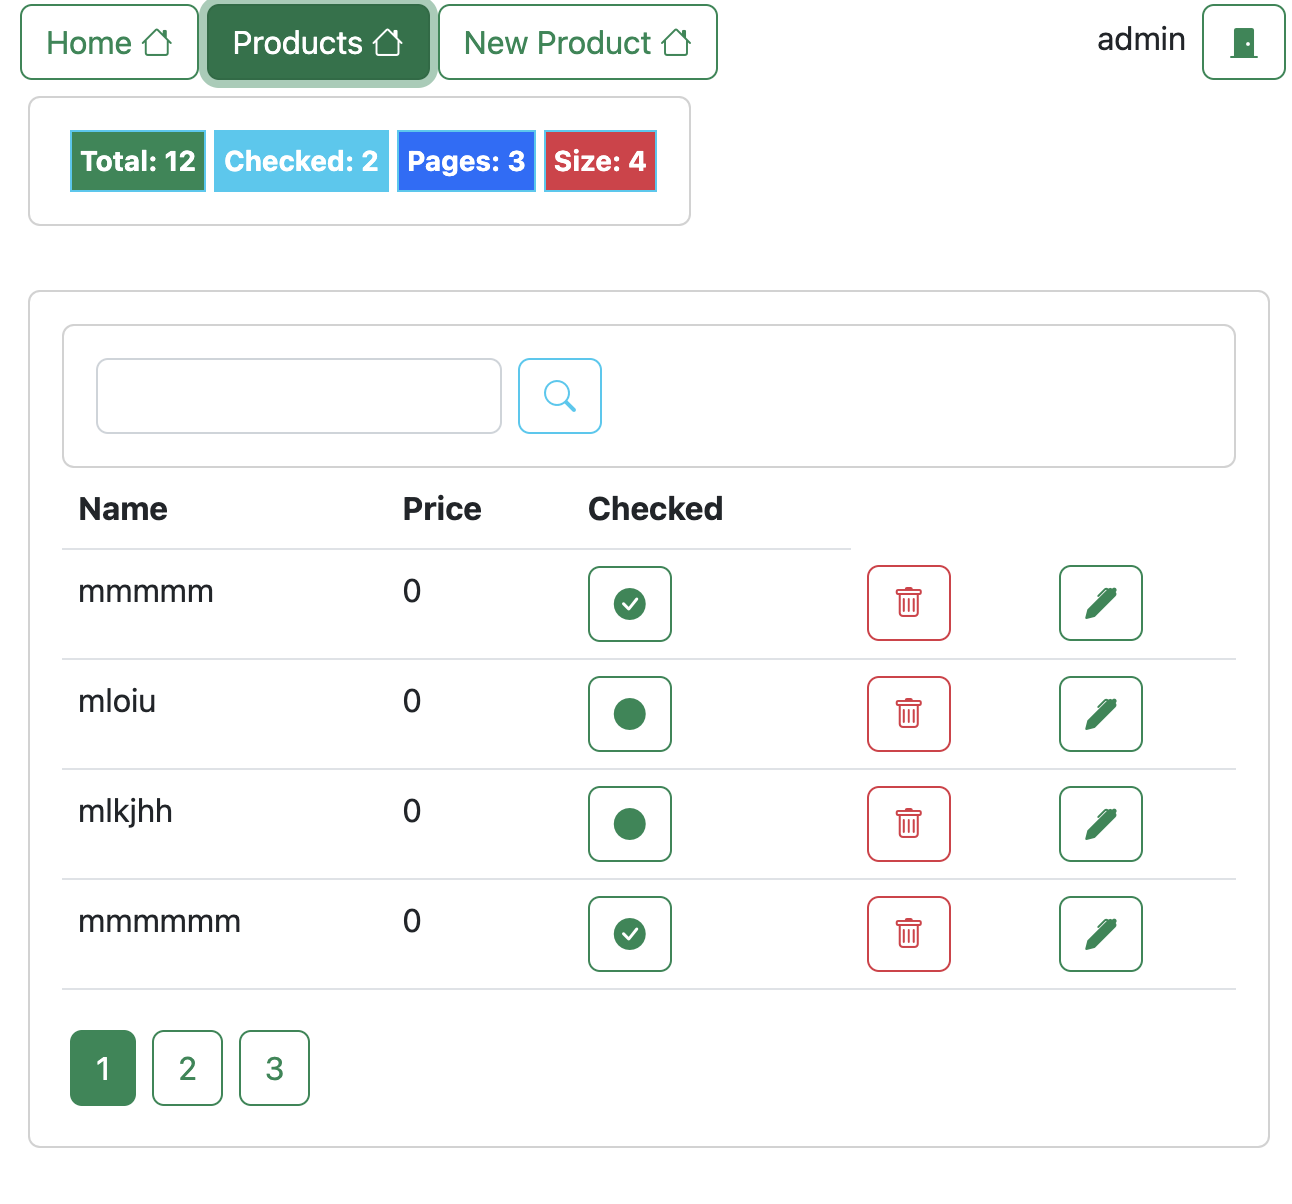 Home Products New Product admin
Total: 12 Checked: 2 Pages: 3 Size: 4
Name Price Checked
mmmmm 0
mloiu 0
mlkjhh 0
mmmmmm 0
1 2 3